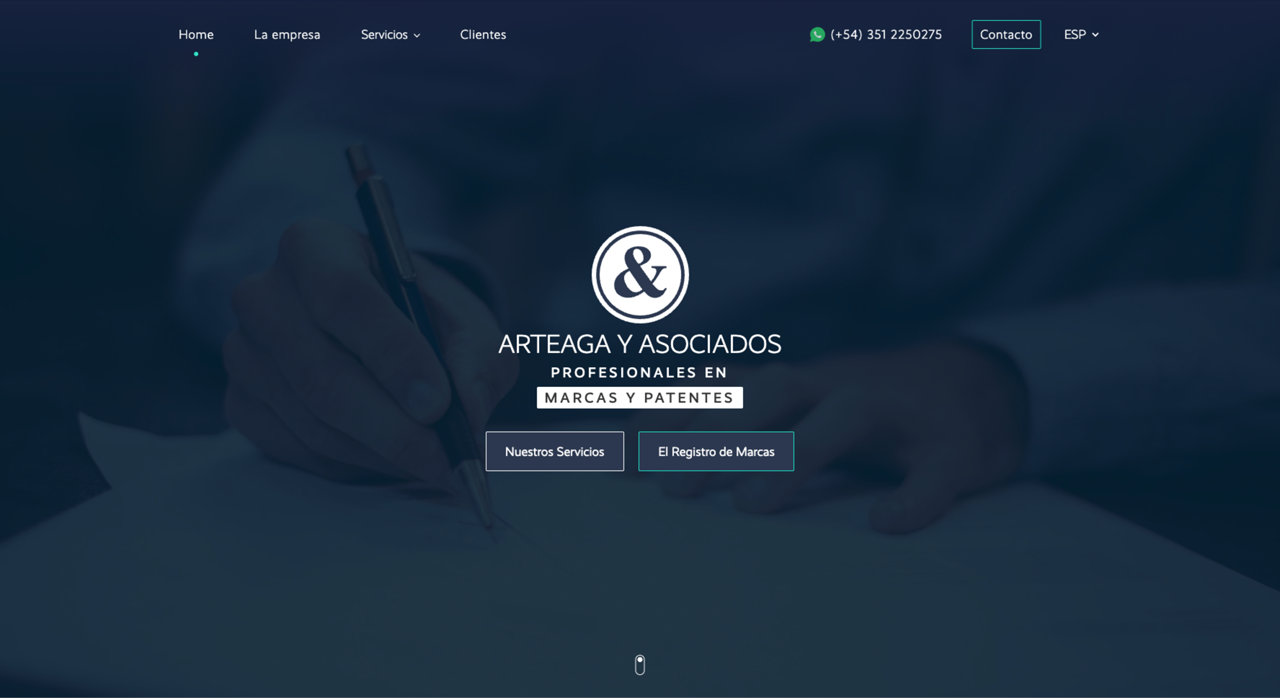 Home La empresa Servicios Clientes (+54) 351 2250275 Contacto ESP
&
ARTEAGA Y ASOCIADOS
PROFESIONALES EN
MARCAS Y PATENTES
Nuestros Servicios El Registro de Marcas